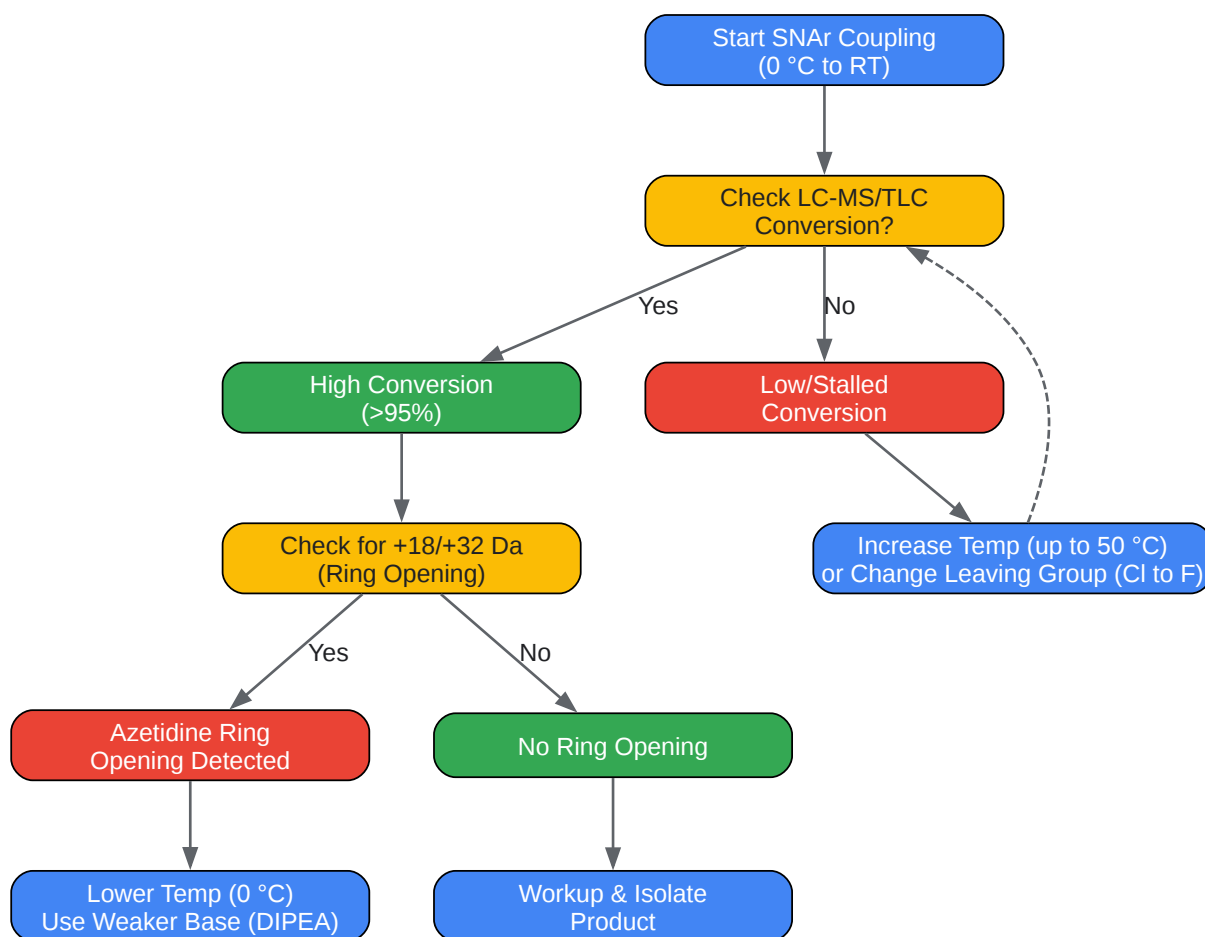 Start SNAr Coupling
(0 °C to RT)
Check LC-MS/TLC
Conversion?
Yes
No
High Conversion
(>95%)
Low/Stalled
Conversion
Check for +18/+32 Da
(Ring Opening)
Increase Temp (up to 50 °C)
or Change Leaving Group (Cl to F)
Yes
No
Azetidine Ring
Opening Detected
No Ring Opening
Lower Temp (0 °C)
Use Weaker Base (DIPEA)
Workup & Isolate
Product